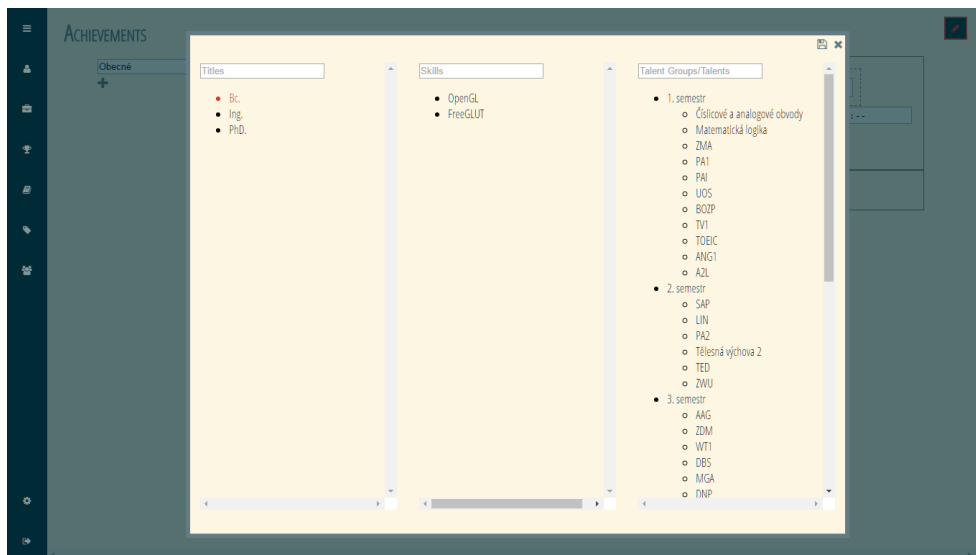 Achievements
Obecné
Titles
Bc.
Ing.
PhD.
Skills
OpenGL
FreeGLUT
Talent Groups/Talents
1. semestr
Číslicové a analogové obvody
Matematická logika
ZMA
PA1
PAI
UOS
BOZP
TV1
TOEIC
ANG1
A2L
2. semestr
SAP
LIN
PA2
Tělesná výchova 2
TED
ZWU
3. semestr
AAG
ZDM
WT1
DBS
MGA
DNP